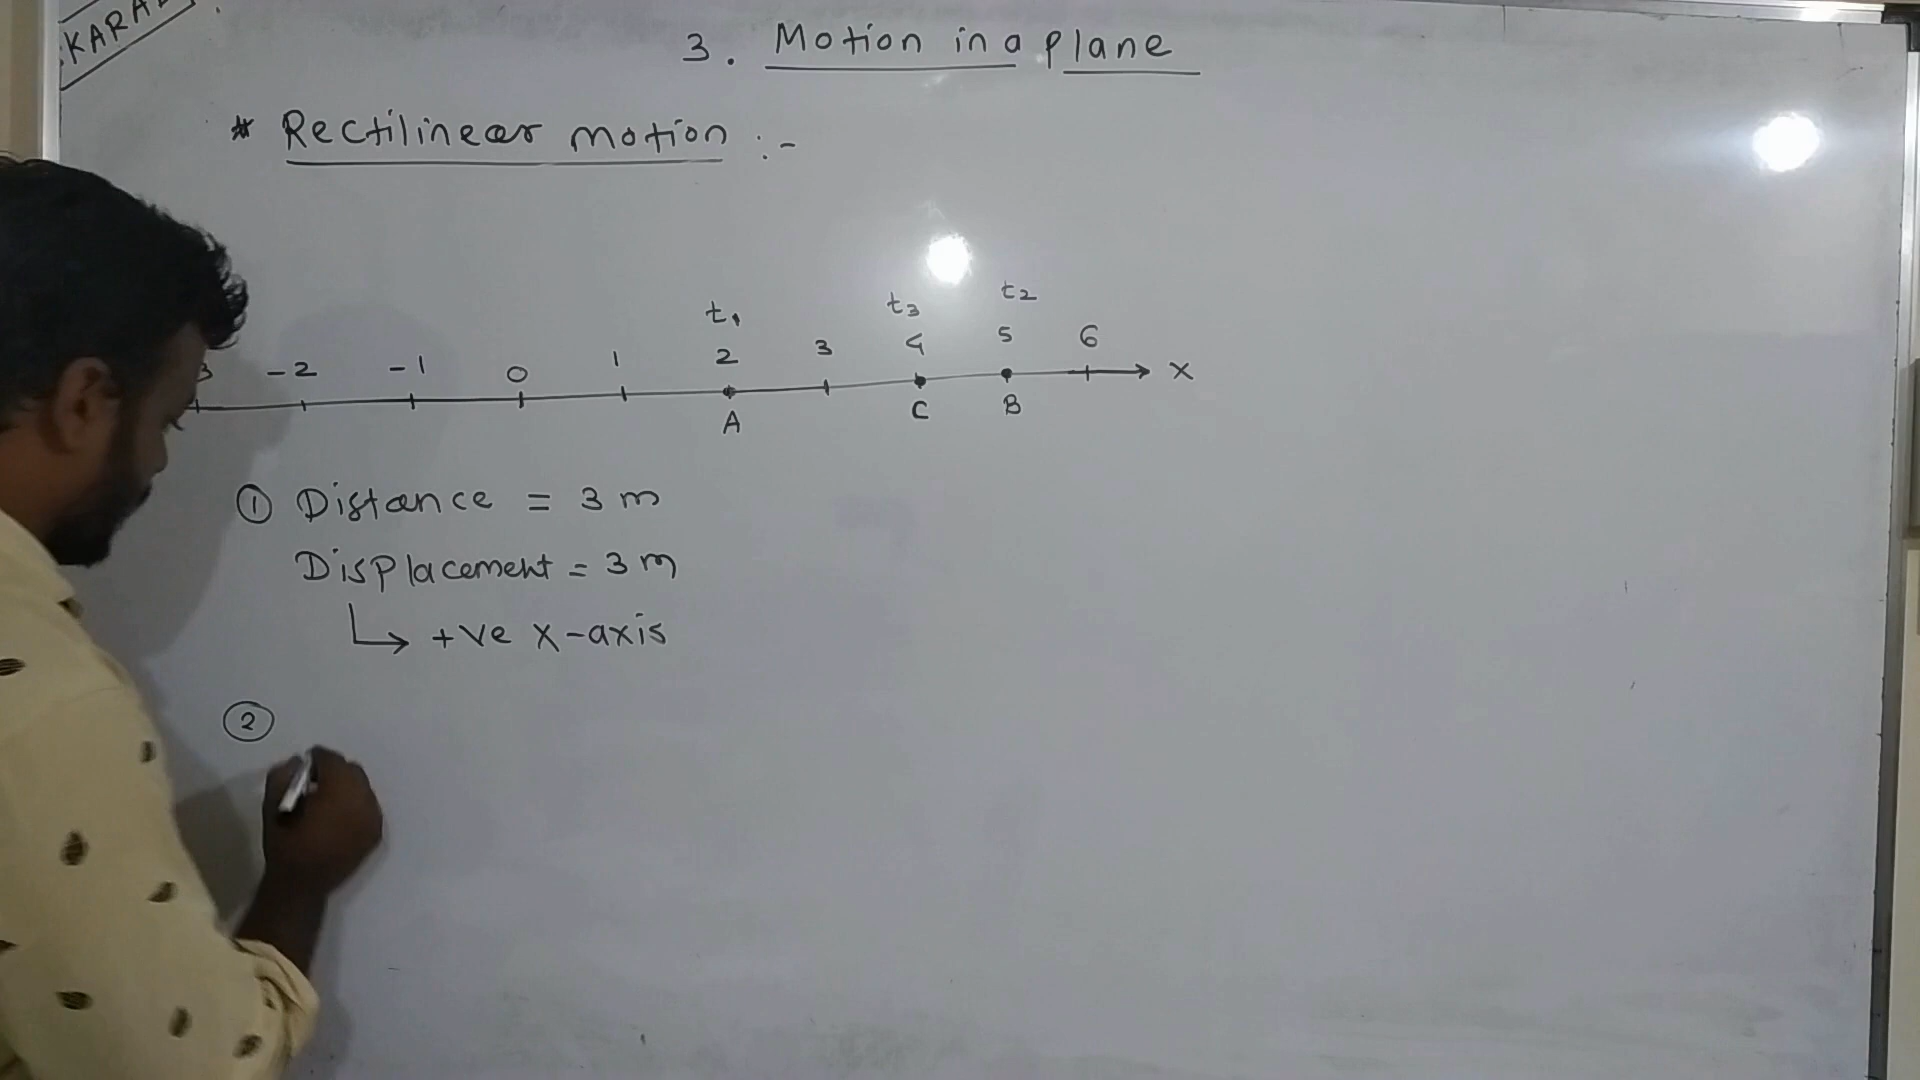 3. Motion in a plane
* Rectilinear motion :-
t1 t3 t2
3 -2 -1 0 1 2 3 4 5 6 X
A C B
① Distance = 3 m
Displacement = 3 m
↳ +ve X-axis
②